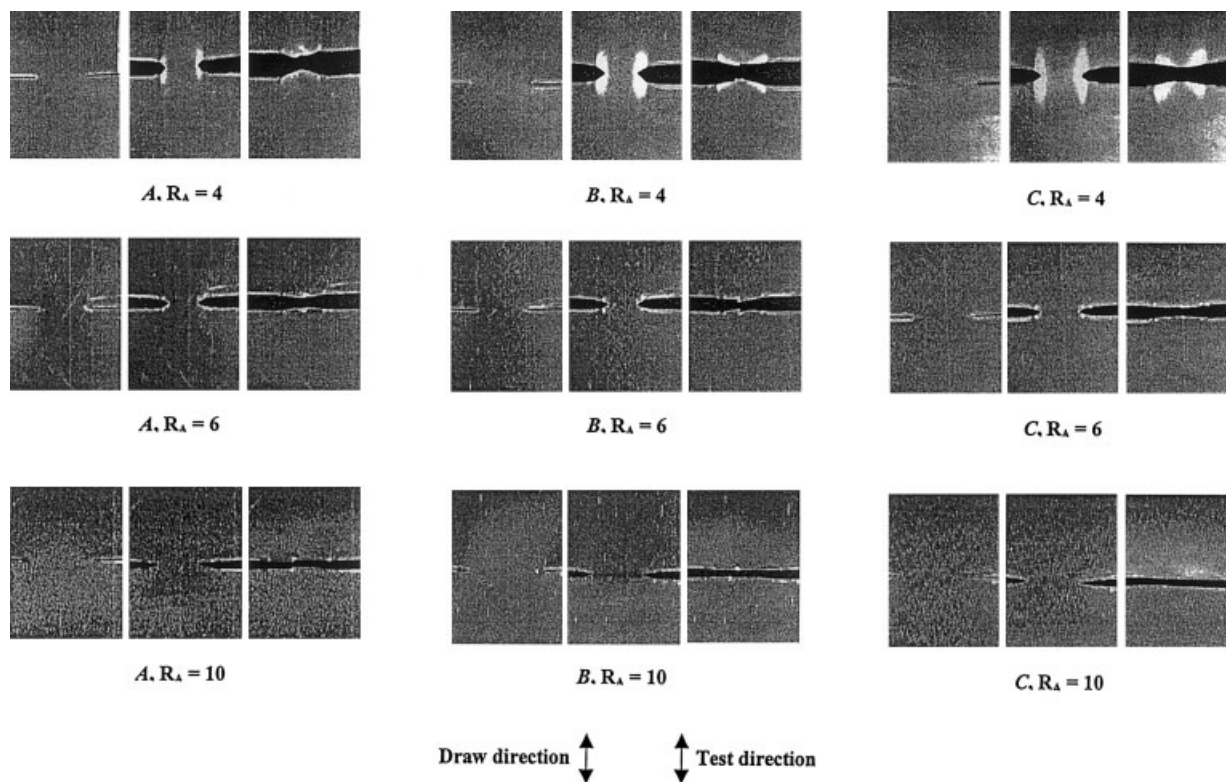 A, RA = 4
B, RA = 4
C, RA = 4
A, RA = 6
B, RA = 6
C, RA = 6
A, RA = 10
B, RA = 10
C, RA = 10
Draw direction
Test direction